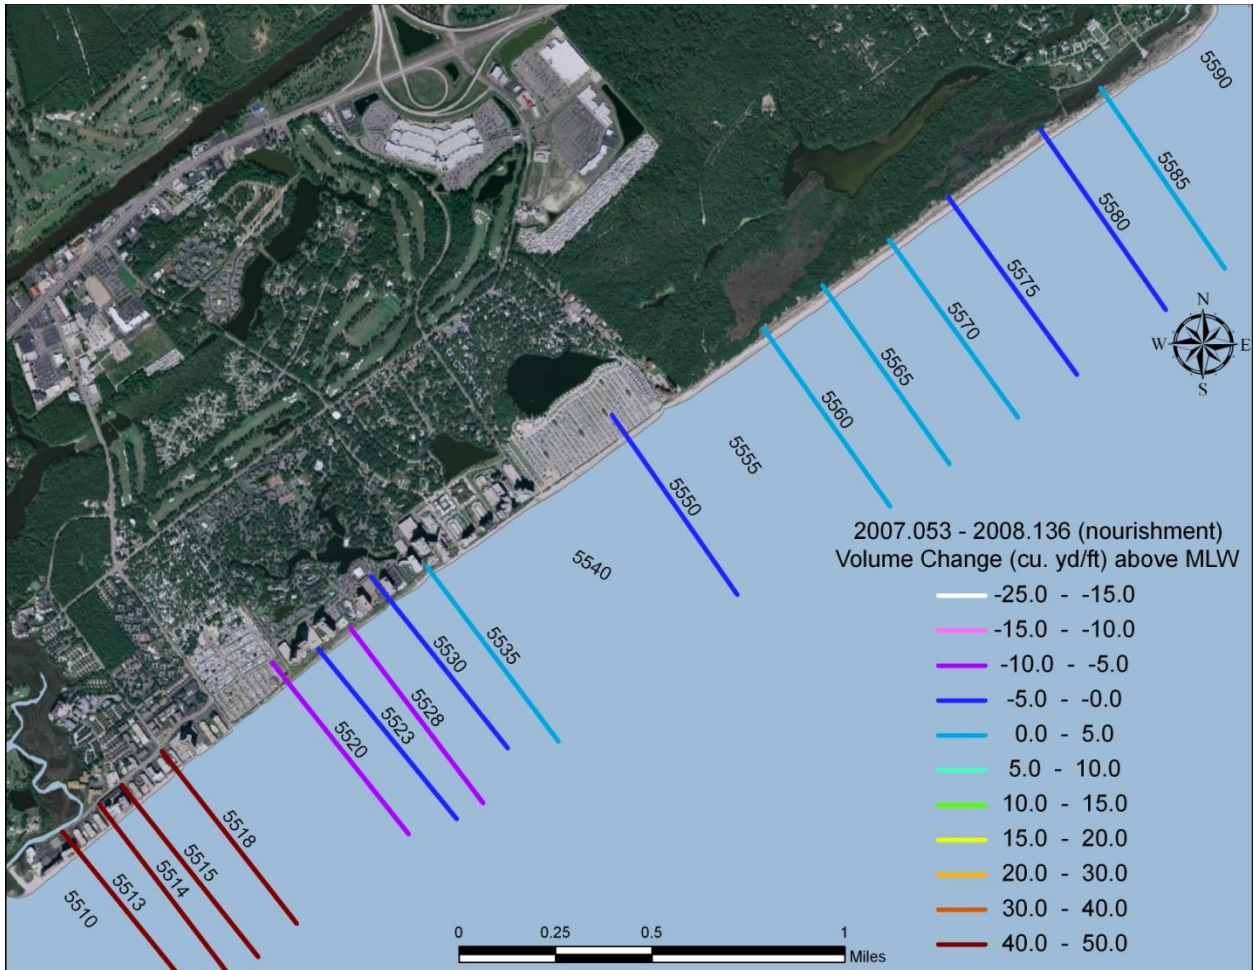 5590
5585
5580
5575
5570
5565
5560
5555
5550
5540
5535
5530
5528
5523
5520
5518
5515
5514
5513
5510
N
W E
S
2007.053 - 2008.136 (nourishment)
Volume Change (cu. yd/ft) above MLW
-25.0 - -15.0
-15.0 - -10.0
-10.0 - -5.0
-5.0 - -0.0
0.0 - 5.0
5.0 - 10.0
10.0 - 15.0
15.0 - 20.0
20.0 - 30.0
30.0 - 40.0
40.0 - 50.0
0 0.25 0.5 1
Miles